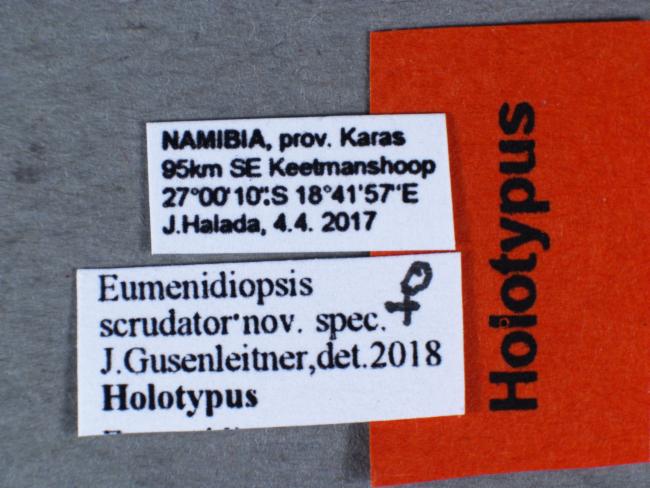 NAMIBIA, prov. Karas
95km SE Keetmanshoop
27°00'10"S 18°41'57"E
J.Halada, 4.4. 2017
Eumenidiopsis
scrudator nov. spec. ♀
J.Gusenleitner,det.2018
Holotypus
Holotypus